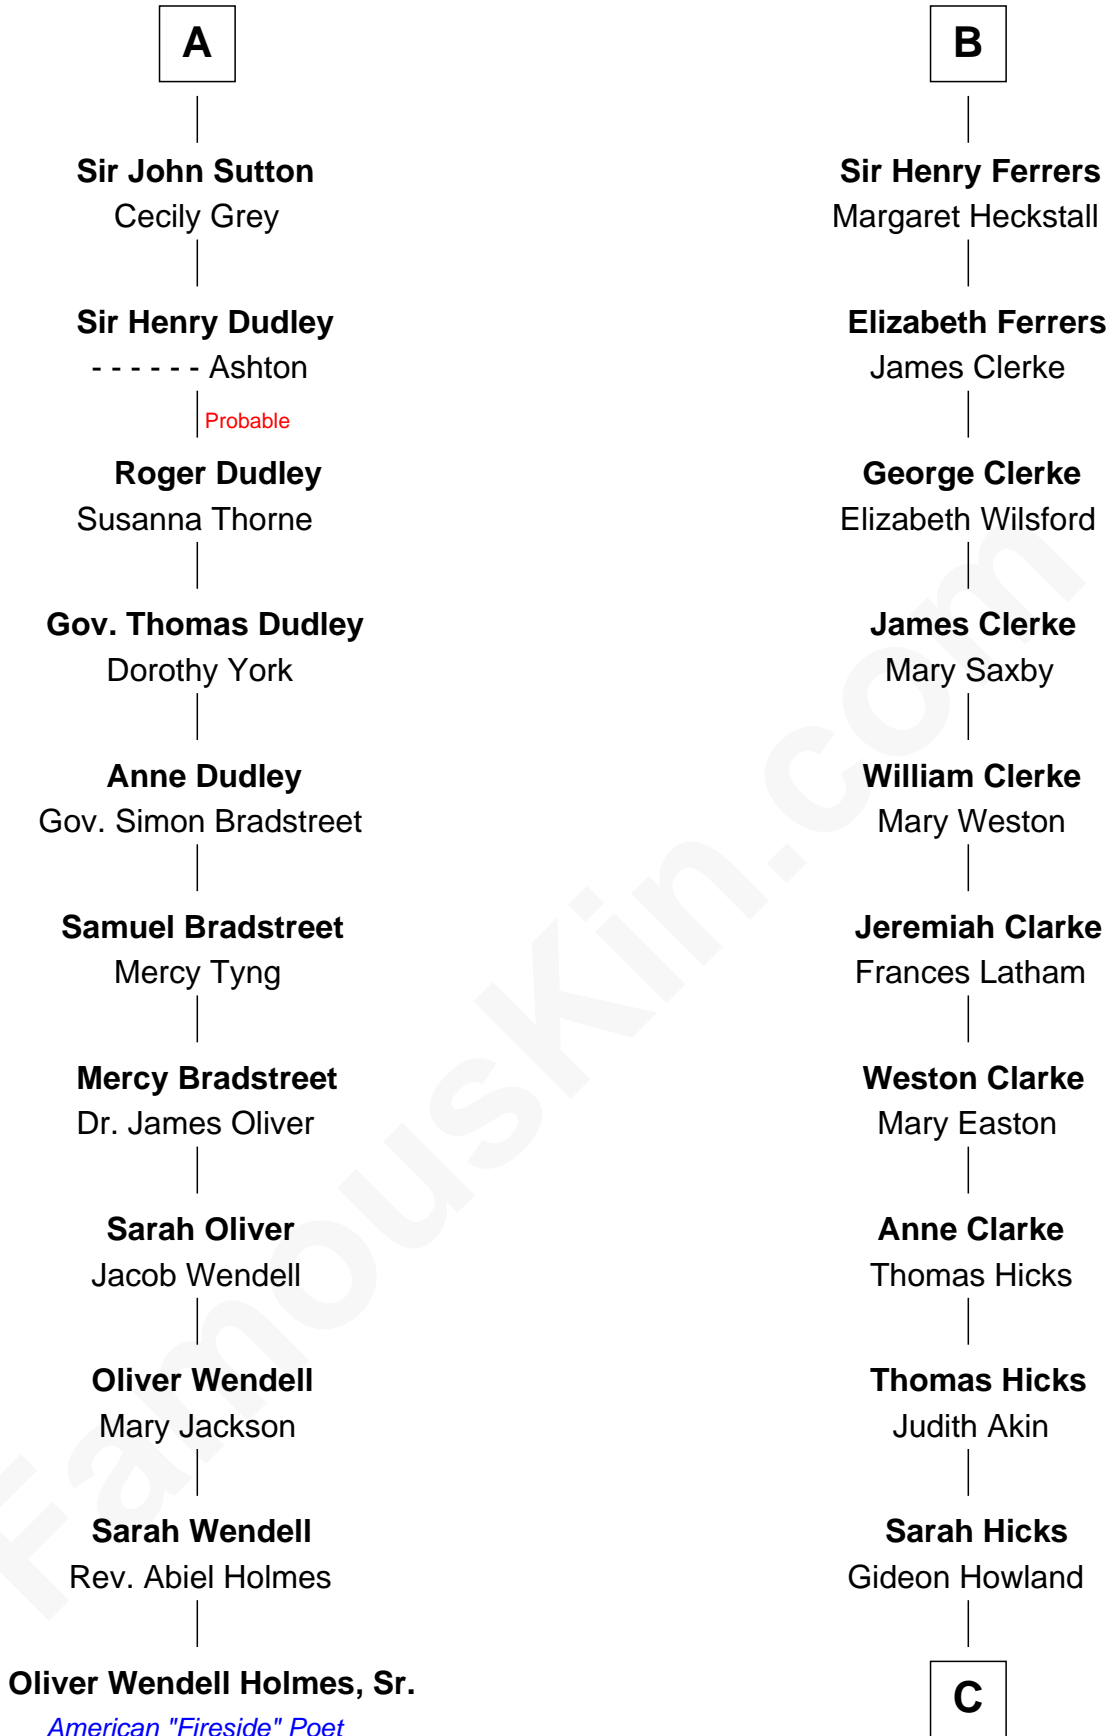 A
Sir John Sutton
Cecily Grey
Sir Henry Dudley
- - - - - - Ashton
Probable
Roger Dudley
Susanna Thorne
Gov. Thomas Dudley
Dorothy York
Anne Dudley
Gov. Simon Bradstreet
Samuel Bradstreet
Mercy Tyng
Mercy Bradstreet
Dr. James Oliver
Sarah Oliver
Jacob Wendell
Oliver Wendell
Mary Jackson
Sarah Wendell
Rev. Abiel Holmes
Oliver Wendell Holmes, Sr.
American "Fireside" Poet
B
Sir Henry Ferrers
Margaret Heckstall
Elizabeth Ferrers
James Clerke
George Clerke
Elizabeth Wilsford
James Clerke
Mary Saxby
William Clerke
Mary Weston
Jeremiah Clarke
Frances Latham
Weston Clarke
Mary Easton
Anne Clarke
Thomas Hicks
Thomas Hicks
Judith Akin
Sarah Hicks
Gideon Howland
C
FamousKin.com